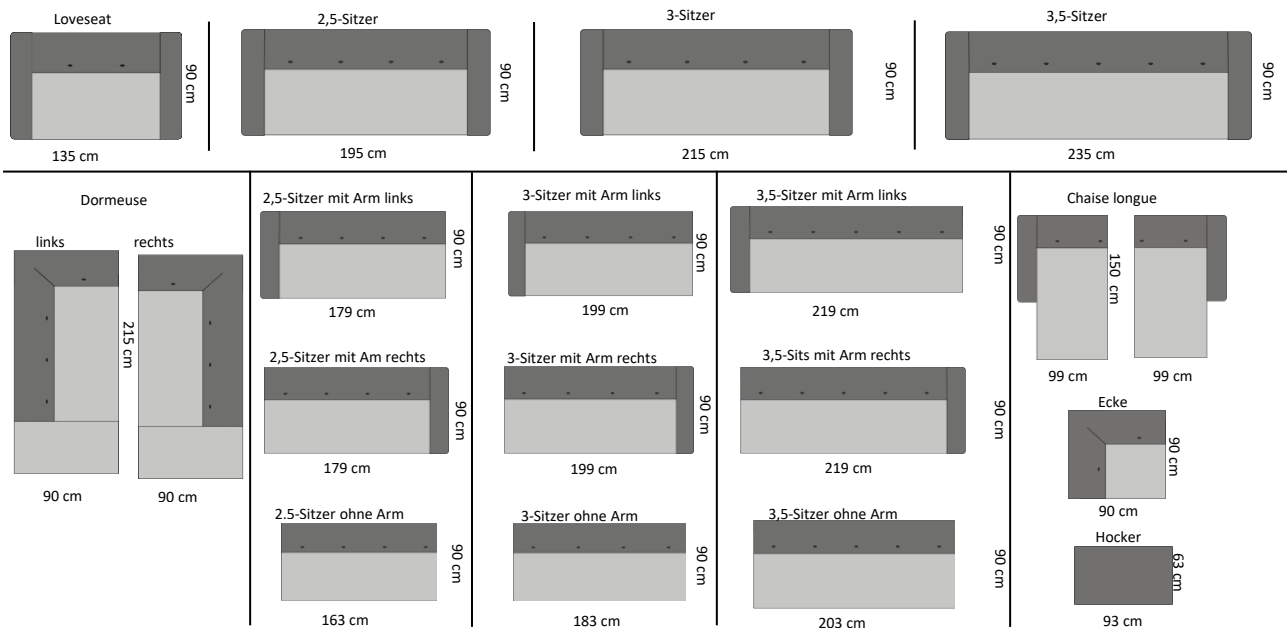 Loveseat
90 cm
135 cm
2,5-Sitzer
90 cm
195 cm
3-Sitzer
90 cm
215 cm
3,5-Sitzer
90 cm
235 cm
Dormeuse
links
rechts
215 cm
90 cm
90 cm
2,5-Sitzer mit Arm links
90 cm
179 cm
2,5-Sitzer mit Am rechts
90 cm
179 cm
2.5-Sitzer ohne Arm
90 cm
163 cm
3-Sitzer mit Arm links
90 cm
199 cm
3-Sitzer mit Arm rechts
90 cm
199 cm
3-Sitzer ohne Arm
90 cm
183 cm
3,5-Sitzer mit Arm links
90 cm
219 cm
3,5-Sits mit Arm rechts
90 cm
219 cm
3,5-Sitzer ohne Arm
90 cm
203 cm
Chaise longue
150 cm
99 cm
99 cm
Ecke
90 cm
90 cm
Hocker
63 cm
93 cm